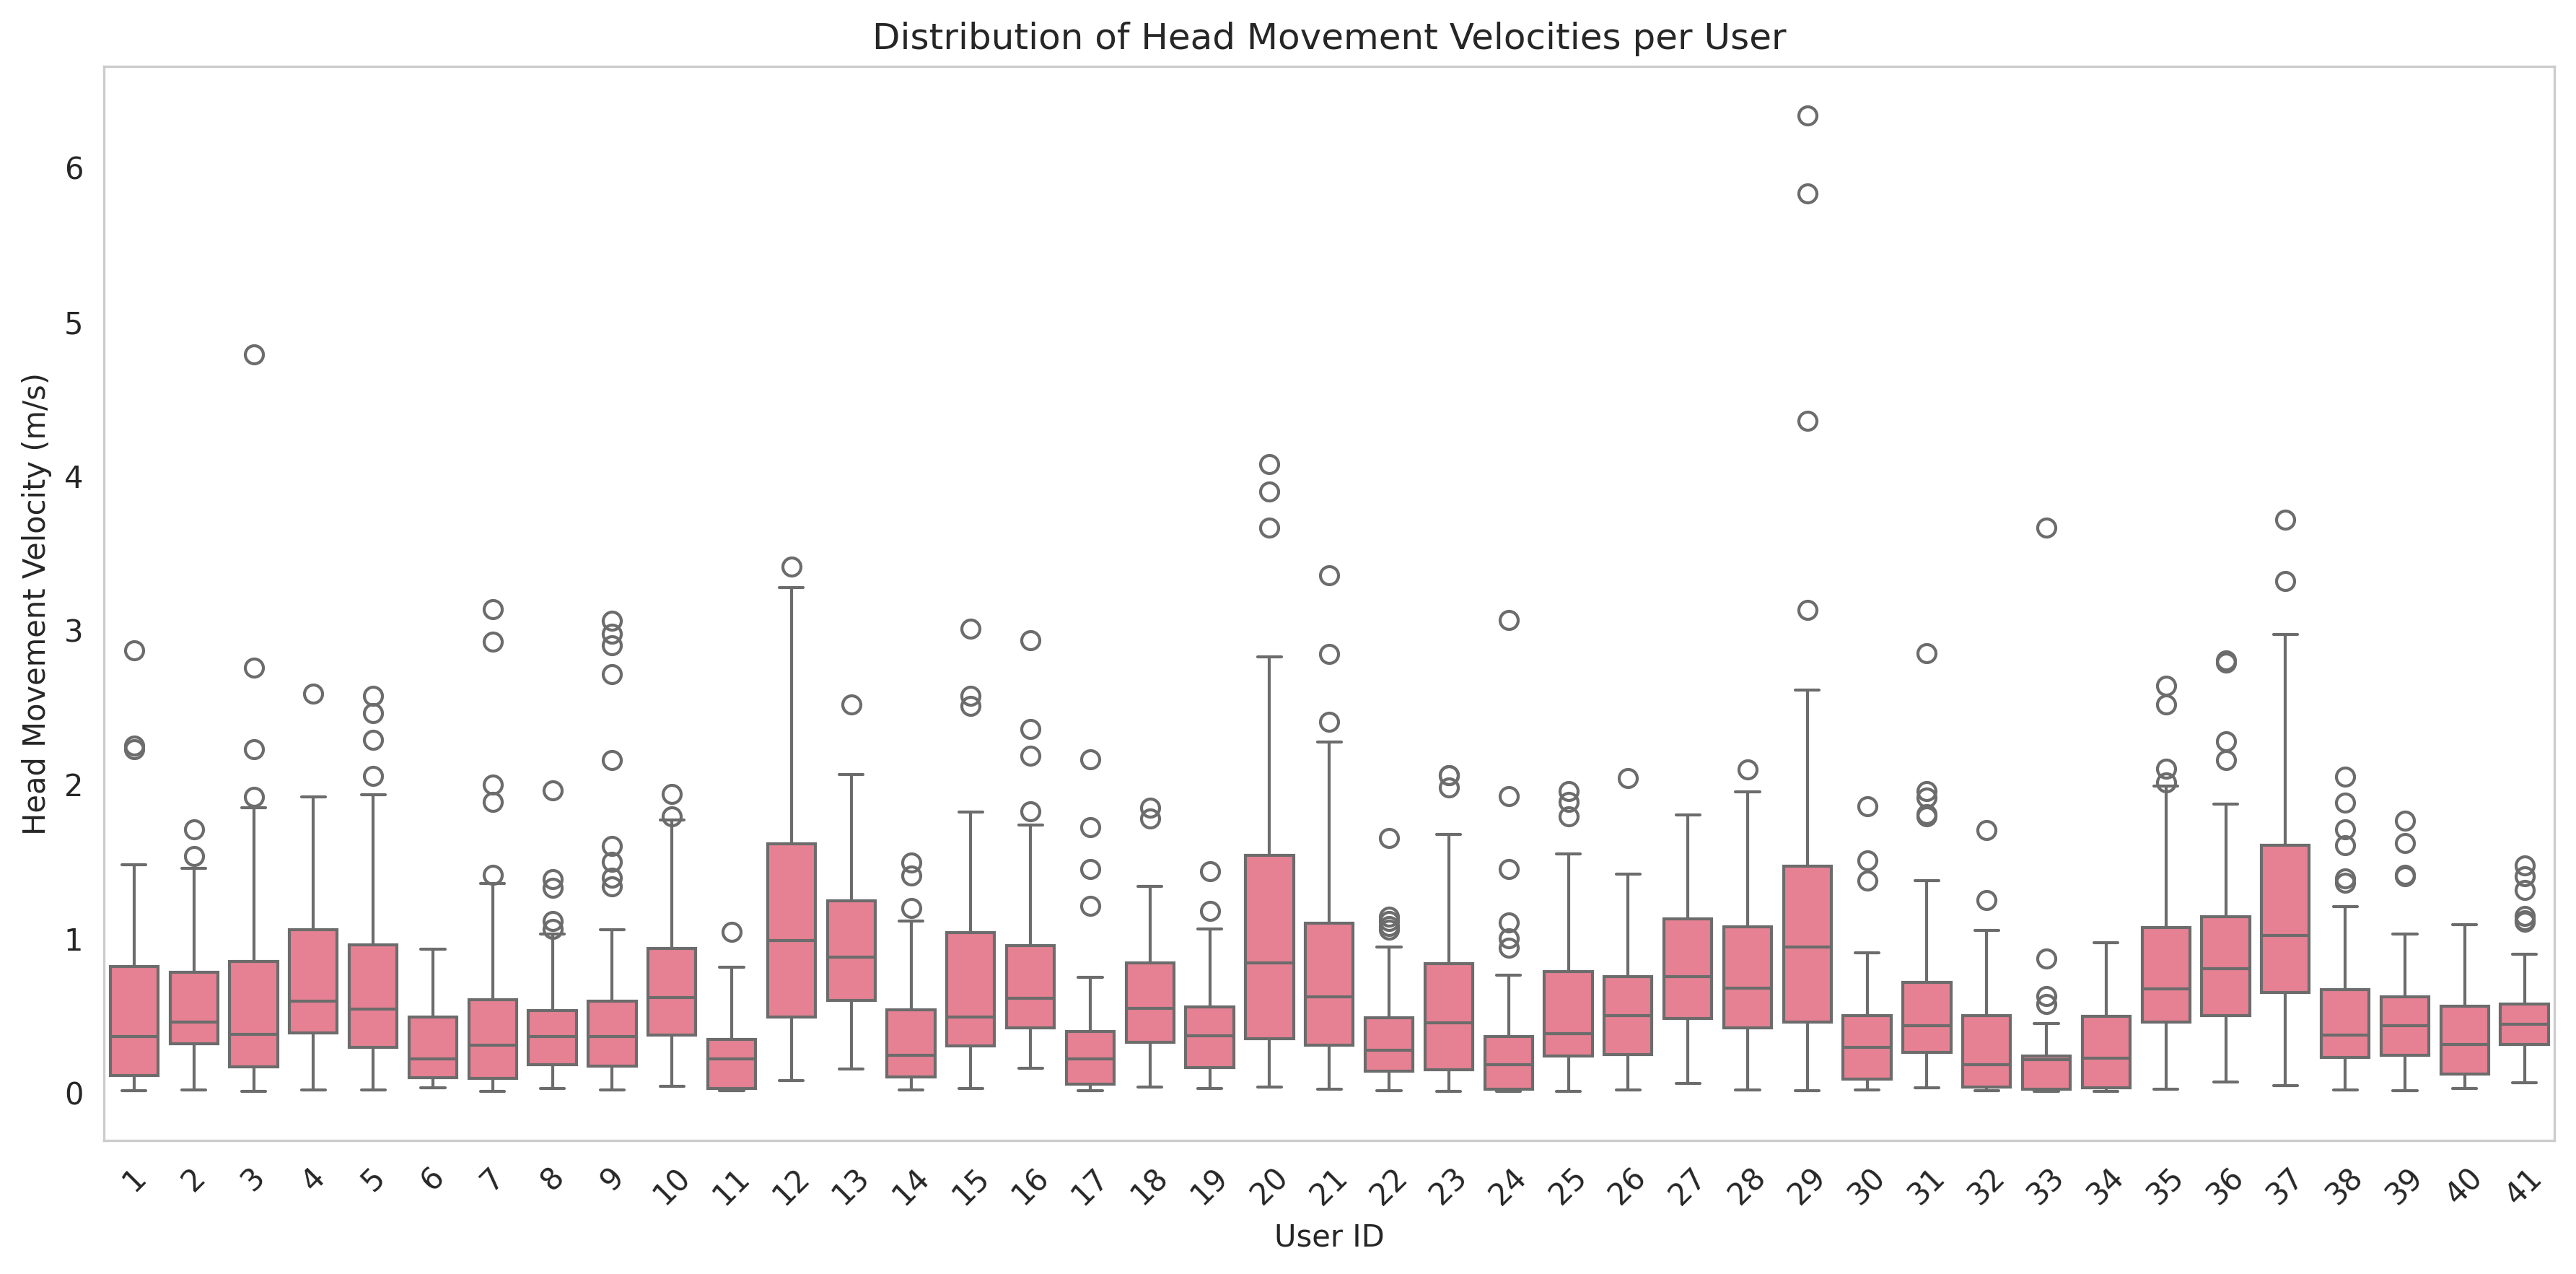 Distribution of Head Movement Velocities per User
Head Movement Velocity (m/s)
6
5
4
3
2
1
0
1 2 3 4 5 6 7 8 9 10 11 12 13 14 15 16 17 18 19 20 21 22 23 24 25 26 27 28 29 30 31 32 33 34 35 36 37 38 39 40 41
User ID